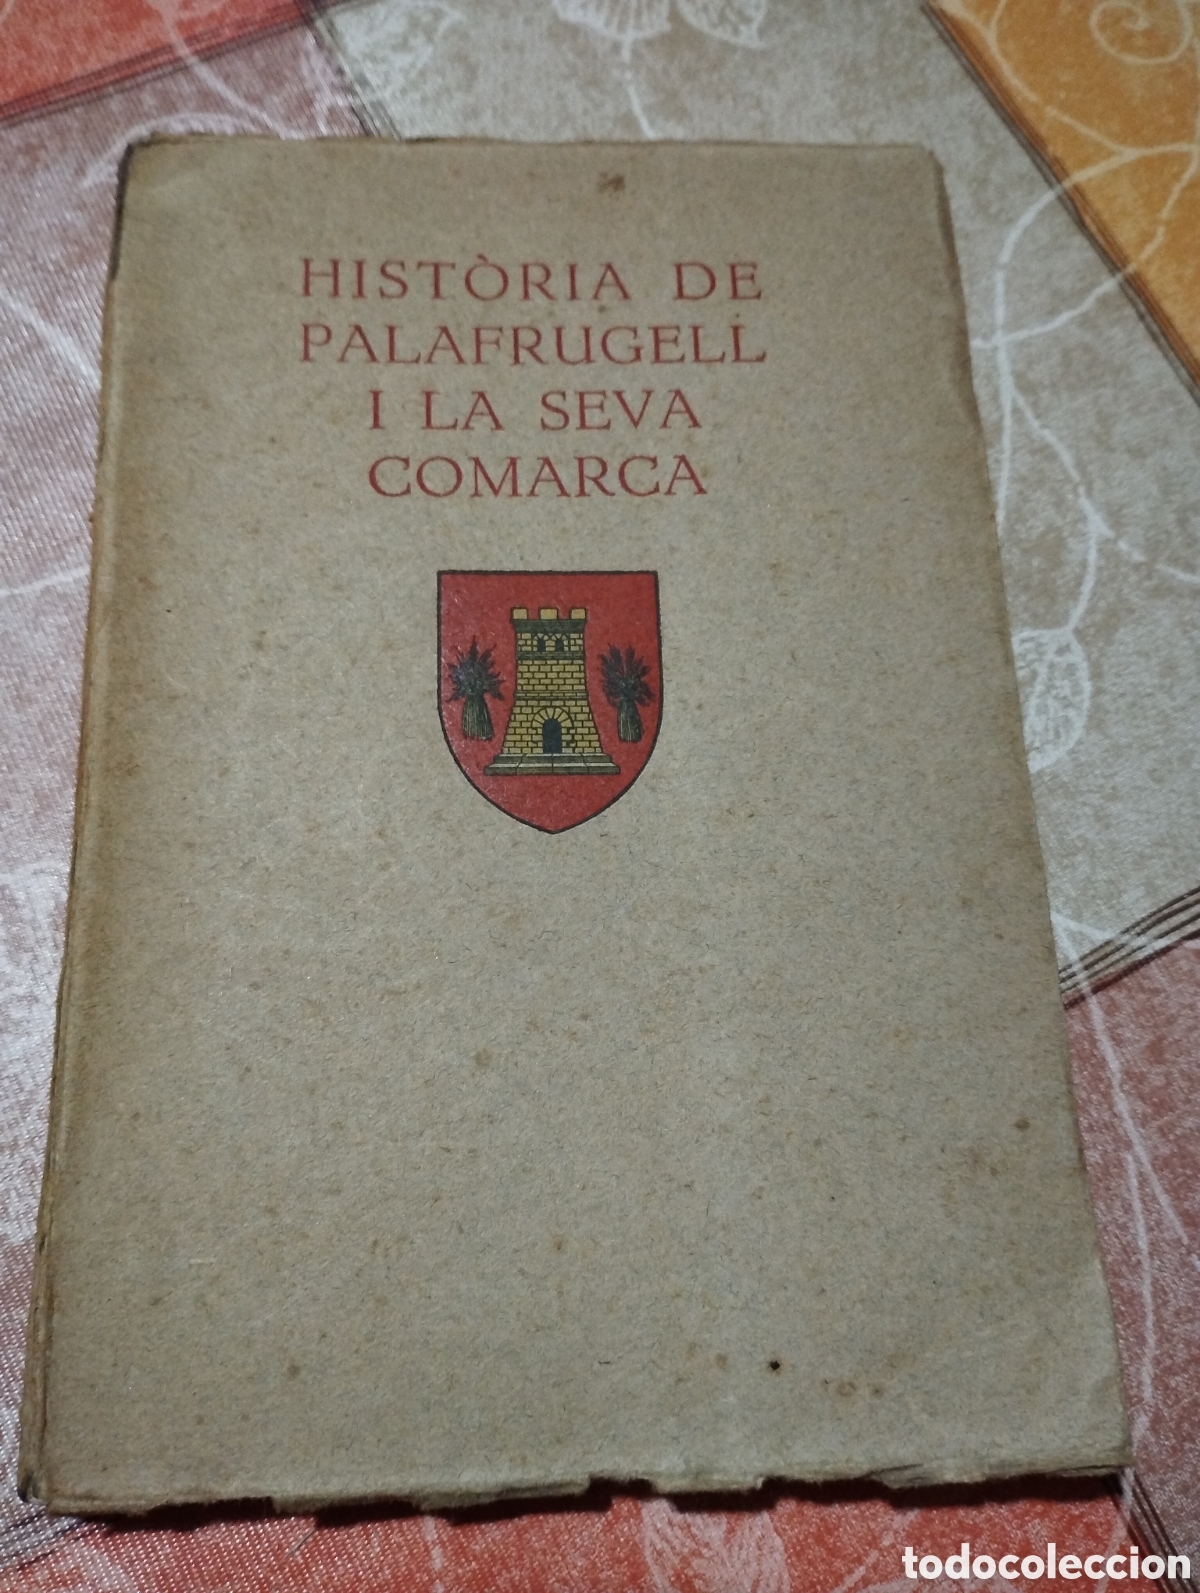 HISTÒRIA DE
PALAFRUGELL
I LA SEVA
COMARCA
todocoleccion